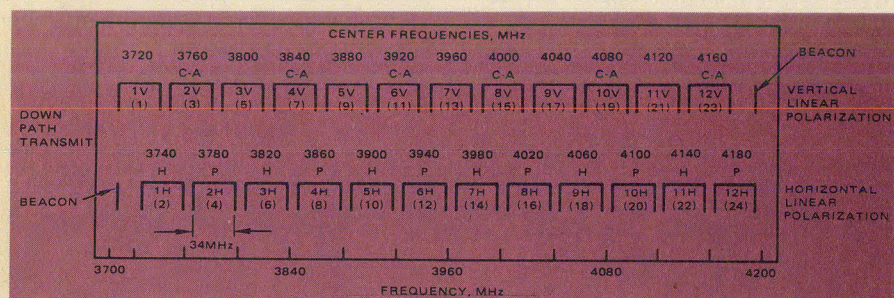 CENTER FREQUENCIES, MHz
3720 3760 3800 3840 3880 3920 3960 4000 4040 4080 4120 4160
C-A C-A C-A C-A C-A C-A
BEACON
1V 2V 3V 4V 5V 6V 7V 8V 9V 10V 11V 12V
(1) (3) (5) (7) (9) (11) (13) (15) (17) (19) (21) (23)
VERTICAL
LINEAR
POLARIZATION
DOWN
PATH
TRANSMIT
3740 3780 3820 3860 3900 3940 3980 4020 4060 4100 4140 4180
H P H P H P H P H P H P
1H 2H 3H 4H 5H 6H 7H 8H 9H 10H 11H 12H
(2) (4) (6) (8) (10) (12) (14) (16) (18) (20) (22) (24)
BEACON
HORIZONTAL
LINEAR
POLARIZATION
34MHz
3700 3840 3960 4080 4200
FREQUENCY, MHz